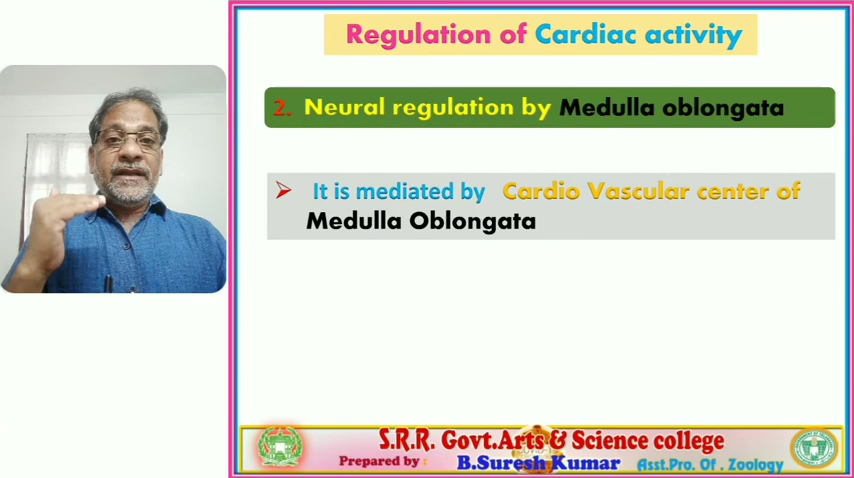 Regulation of Cardiac activity
2. Neural regulation by Medulla oblongata
It is mediated by Cardio Vascular center of
Medulla Oblongata
S.R.R. Govt.Arts & Science college
Prepared by : B.Suresh Kumar Asst.Pro. Of . Zoology